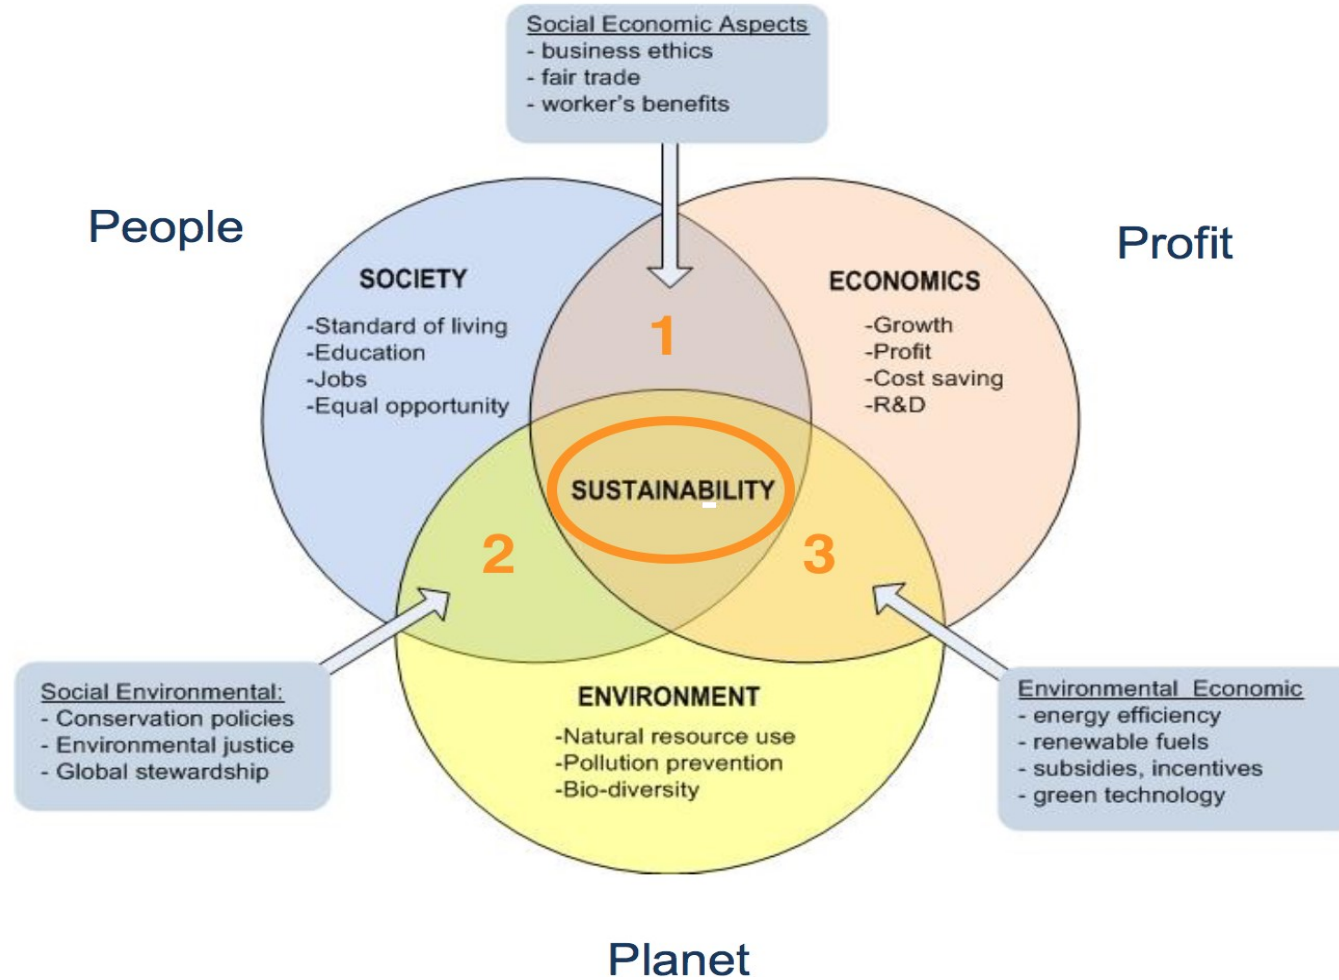 Social Economic Aspects
- business ethics
- fair trade
- worker's benefits
People
Profit
SOCIETY
-Standard of living
-Education
-Jobs
-Equal opportunity
ECONOMICS
-Growth
-Profit
-Cost saving
-R&D
1
SUSTAINABILITY
2
3
Social Environmental:
- Conservation policies
- Environmental justice
- Global stewardship
ENVIRONMENT
-Natural resource use
-Pollution prevention
-Bio-diversity
Environmental Economic
- energy efficiency
- renewable fuels
- subsidies, incentives
- green technology
Planet